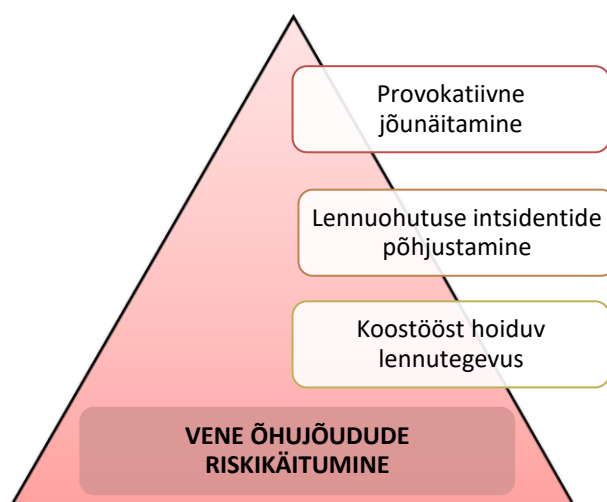 Provokatiivne
jõunäitamine
Lennuohutuse intsidentide
põhjustamine
Koostööst hoiduv
lennutegevus
VENE ÕHUJÕUDUDE
RISKIKÄITUMINE